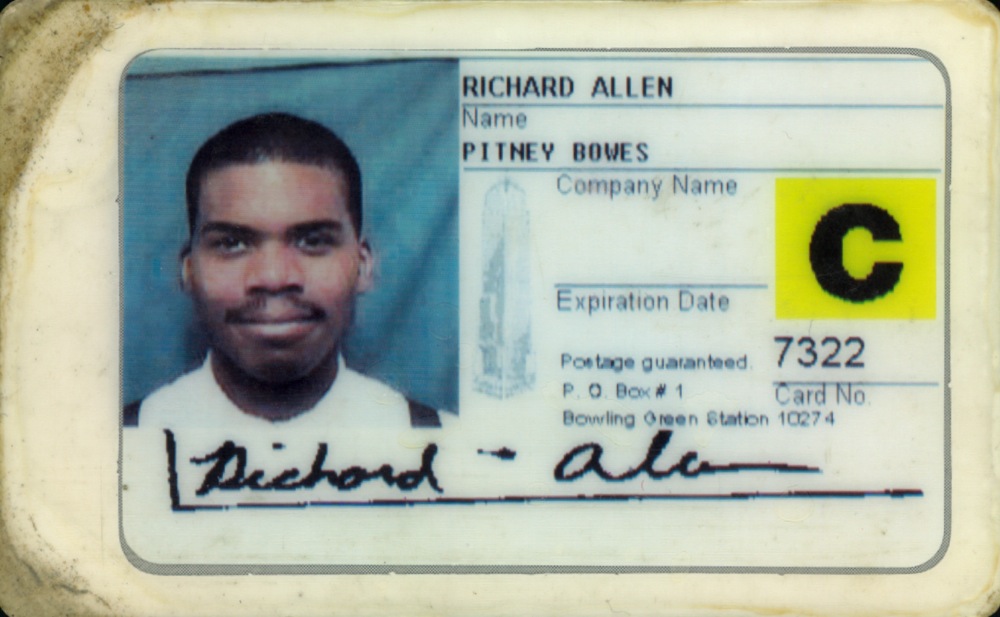 RICHARD ALLEN
Name
PITNEY BOWES
Company Name
C
Expiration Date
7322
Card No.
Postage guaranteed.
P. O. Box # 1
Bowling Green Station 10274
Richard Allen